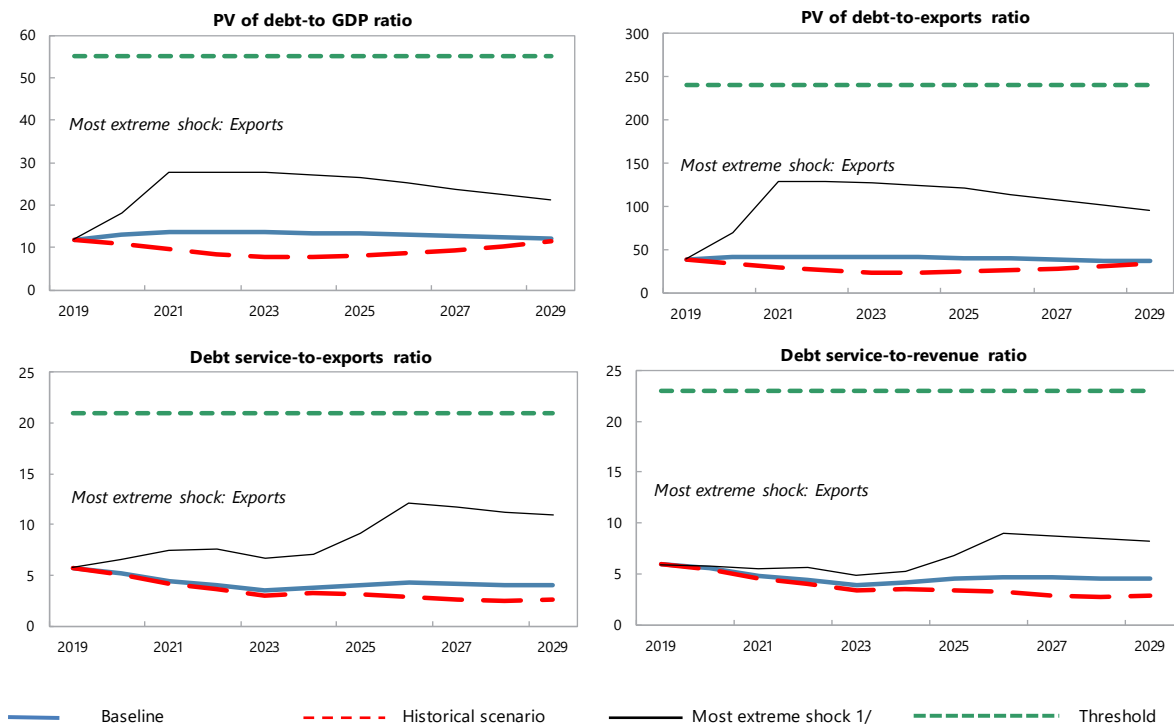 PV of debt-to GDP ratio
60
50
40
30
20
10
0
Most extreme shock: Exports
2019 2021 2023 2025 2027 2029
PV of debt-to-exports ratio
300
250
200
150
100
50
0
Most extreme shock: Exports
2019 2021 2023 2025 2027 2029
Debt service-to-exports ratio
25
20
15
10
5
0
Most extreme shock: Exports
2019 2021 2023 2025 2027 2029
Debt service-to-revenue ratio
25
20
15
10
5
0
Most extreme shock: Exports
2019 2021 2023 2025 2027 2029
Baseline Historical scenario Most extreme shock 1/ Threshold